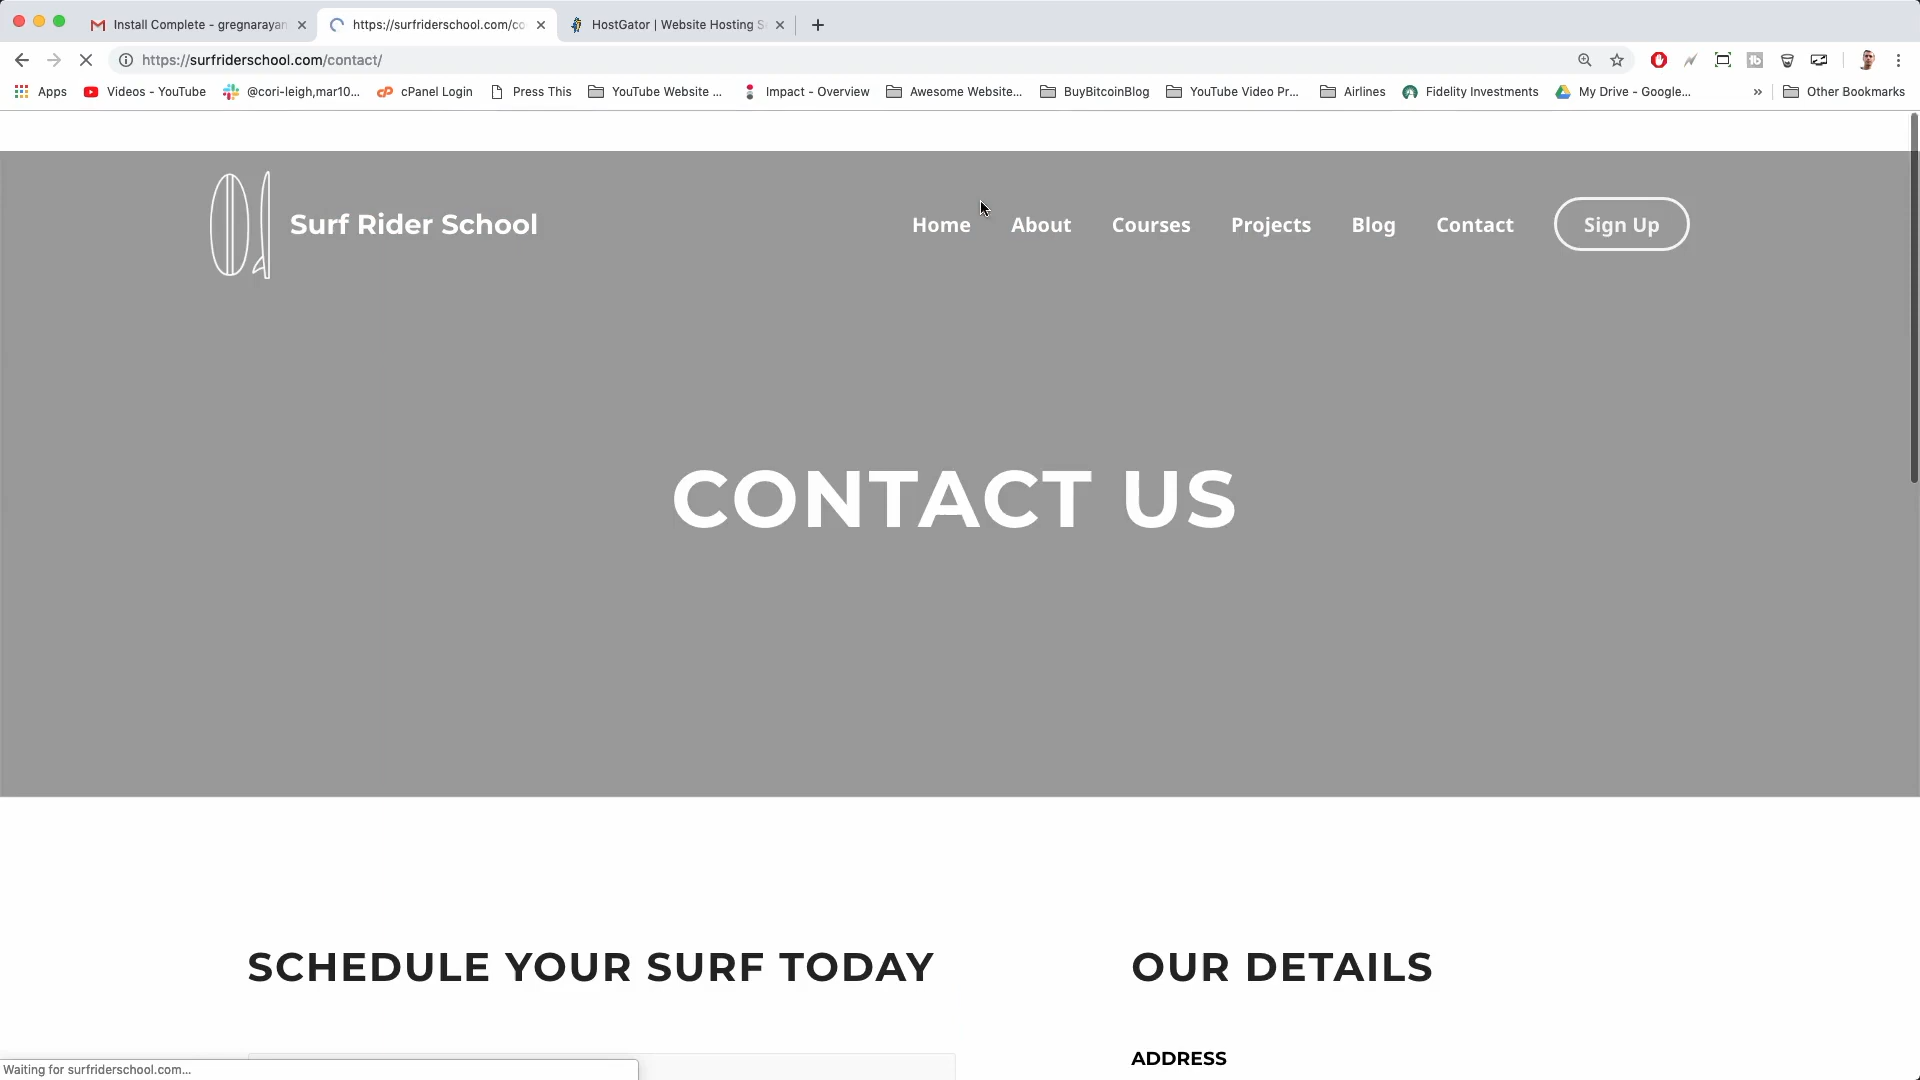 Install Complete - gregnarayan
https://surfriderschool.com/co
HostGator | Website Hosting S
https://surfriderschool.com/contact/
Apps
Videos - YouTube
@cori-leigh,mar10...
cPanel Login
Press This
YouTube Website ...
Impact - Overview
Awesome Website...
BuyBitcoinBlog
YouTube Video Pr...
Airlines
Fidelity Investments
My Drive - Google...
»
Other Bookmarks
Surf Rider School
Home
About
Courses
Projects
Blog
Contact
Sign Up
CONTACT US
SCHEDULE YOUR SURF TODAY
OUR DETAILS
ADDRESS
Waiting for surfriderschool.com...